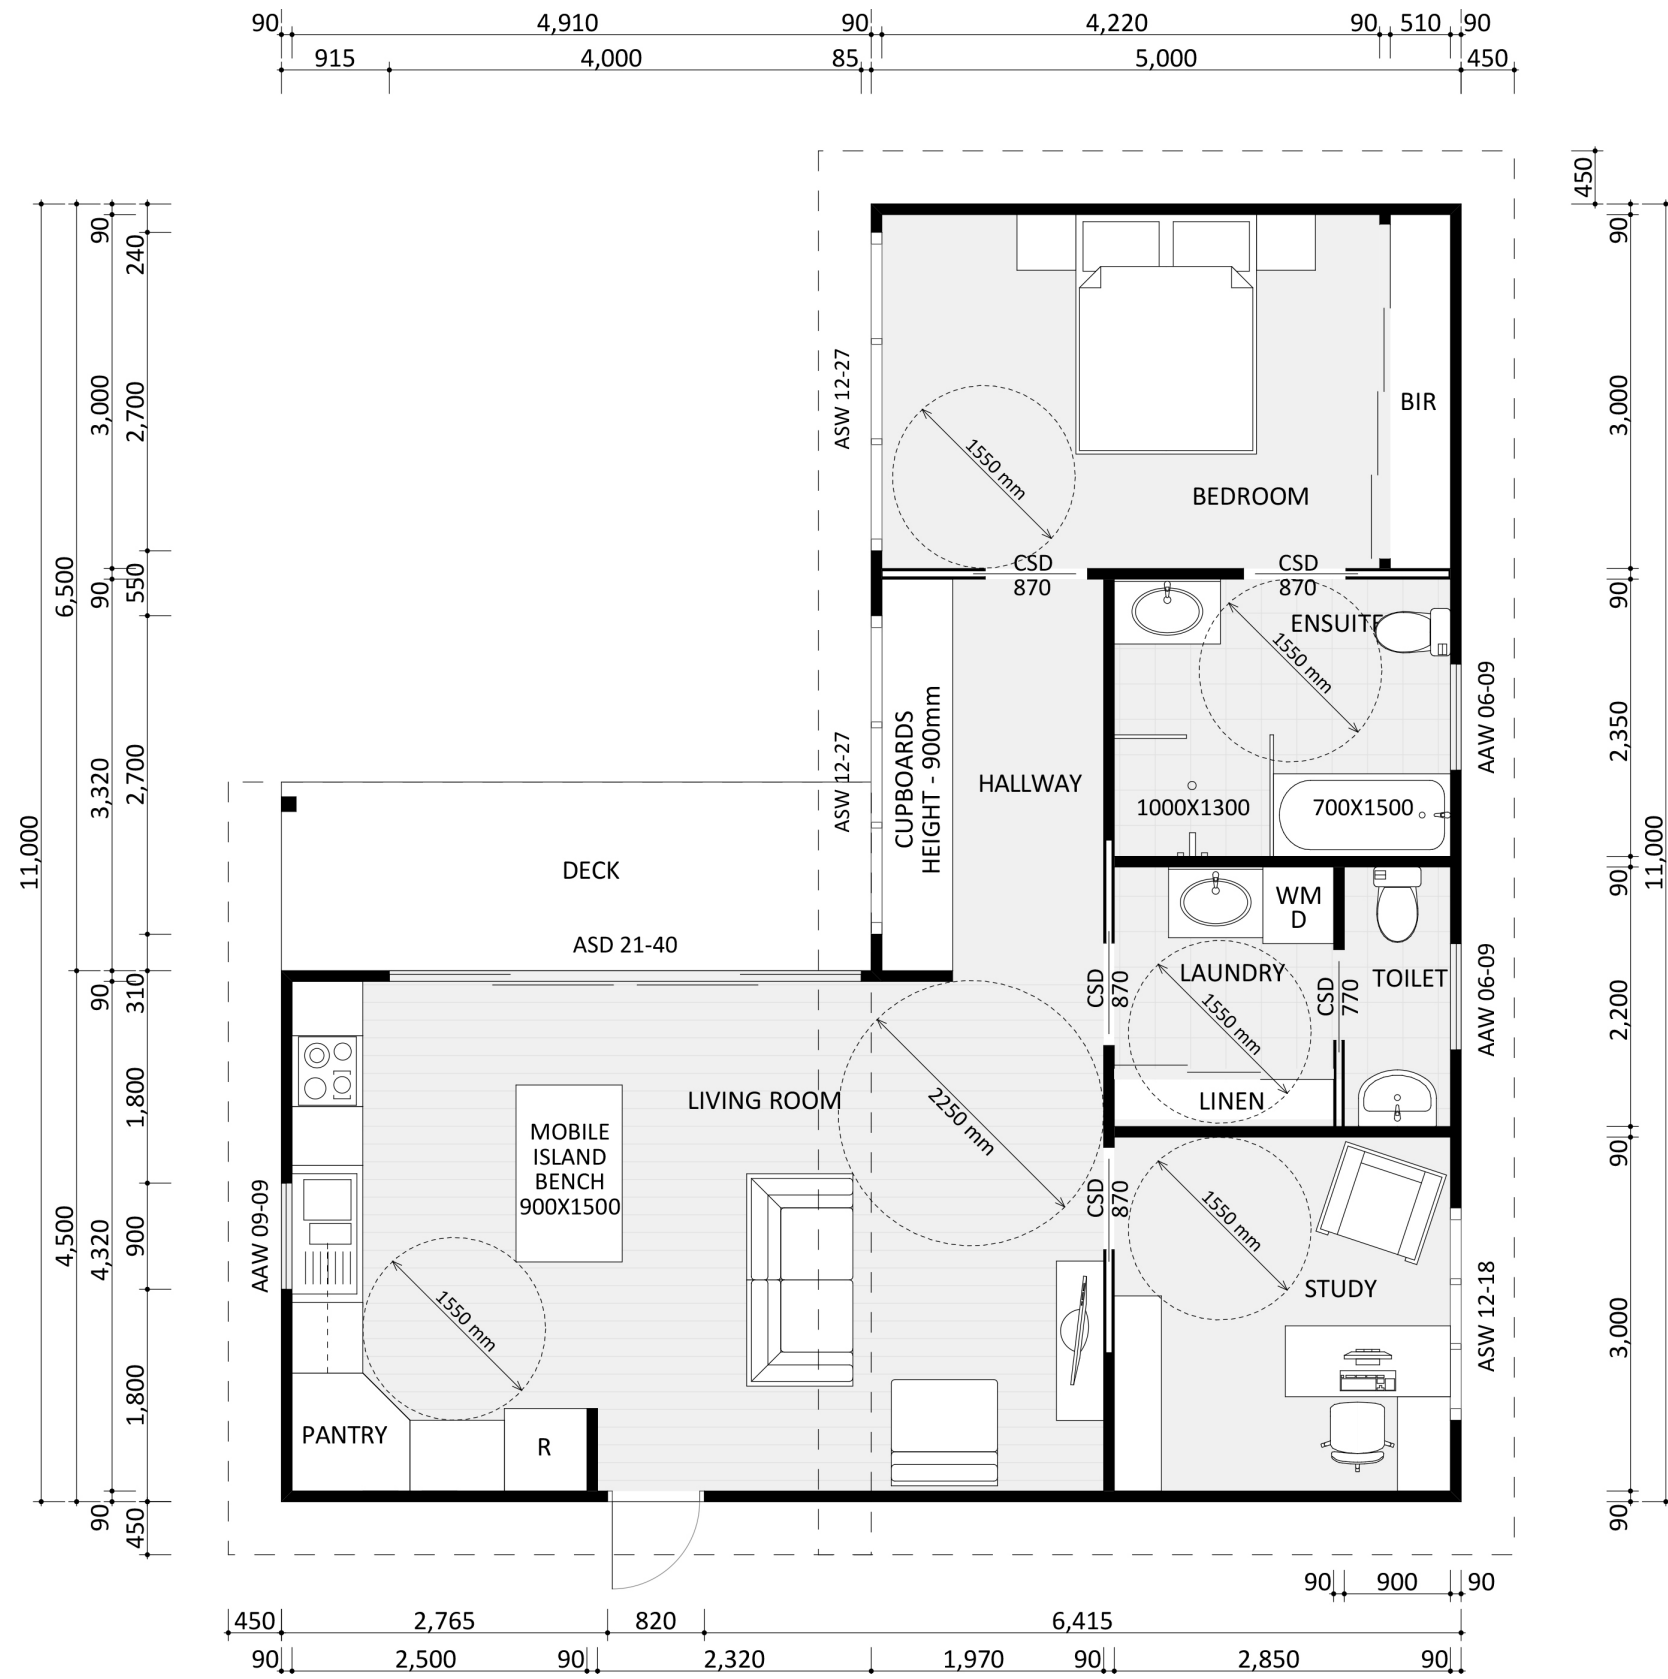 90 4,910 90 4,220 90 510 90
915 4,000 85 5,000 450
450
90 240
3,000 2,700
6,500
90 550
3,320 2,700
11,000
90 310
1,800
4,500 4,320 900
1,800
90 450
ASW 12-27
1550 mm
BIR
BEDROOM
CSD
870
CSD
870
ENSUITE
1550 mm
AAW 06-09
ASW 12-27
CUPBOARDS
HEIGHT - 900mm
HALLWAY
1000X1300
700X1500
DECK
ASD 21-40
WM
D
CSD
870
LAUNDRY
1550 mm
CSD
770
TOILET
AAW 06-09
LINEN
LIVING ROOM
2250 mm
MOBILE
ISLAND
BENCH
900X1500
AAW 09-09
1550 mm
CSD
870
1550 mm
STUDY
ASW 12-18
PANTRY
R
90
3,000
90
2,350
90
11,000
2,200
90
3,000
90
90 900 90
450 2,765 820 6,415
90 2,500 90 2,320 1,970 90 2,850 90